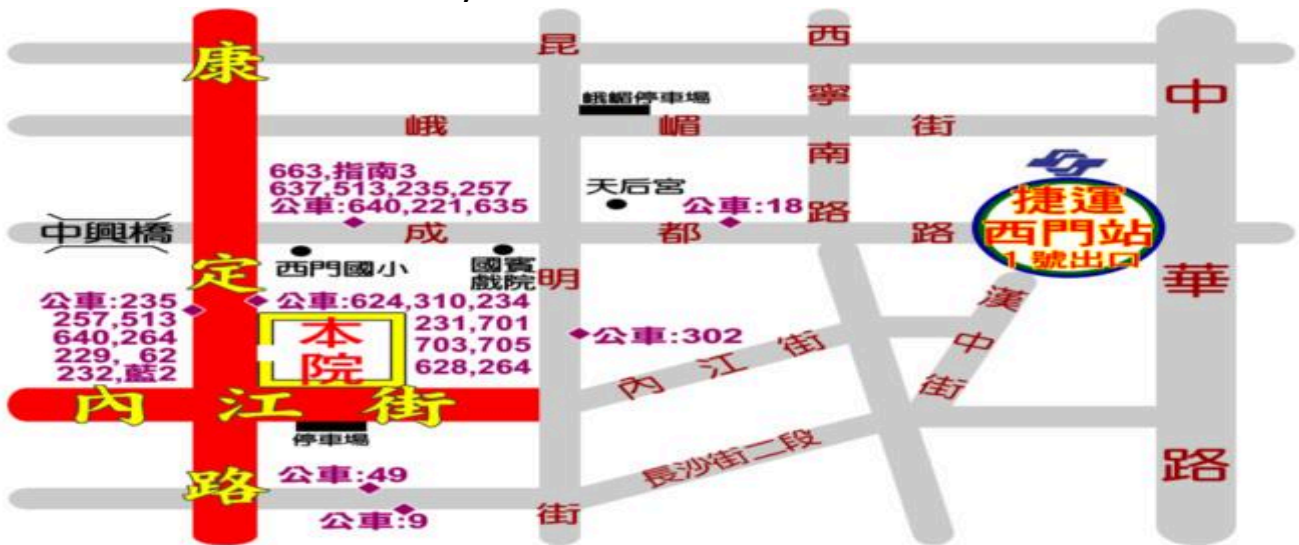 康定路
昆明街
西寧南路
中華路
峨嵋停車場
峨嵋街
663,指南3
637,513,235,257
公車:640,221,635
天后宮
公車:18
捷運
西門站
1 號出口
中興橋
成都路
西門國小
國賓
戲院
漢中街
公車:235
257,513
640,264
229, 62
232,藍2
公車:624,310,234
231,701
703,705
628,264
本院
公車:302
內江街
內江街
停車場
長沙街二段
公車:49
公車:9